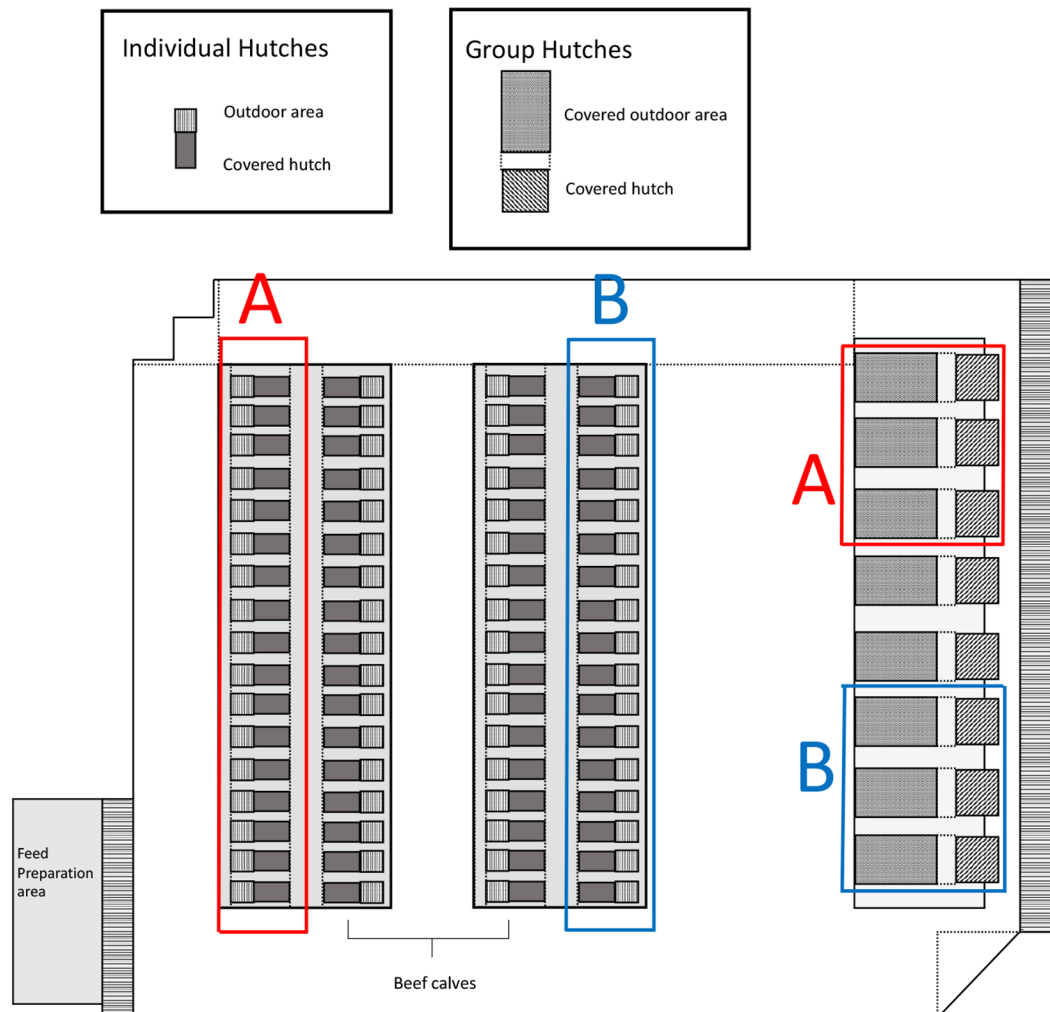 Individual Hutches
Outdoor area
Covered hutch
Group Hutches
Covered outdoor area
Covered hutch
A
B
A
B
Feed
Preparation
area
Beef calves